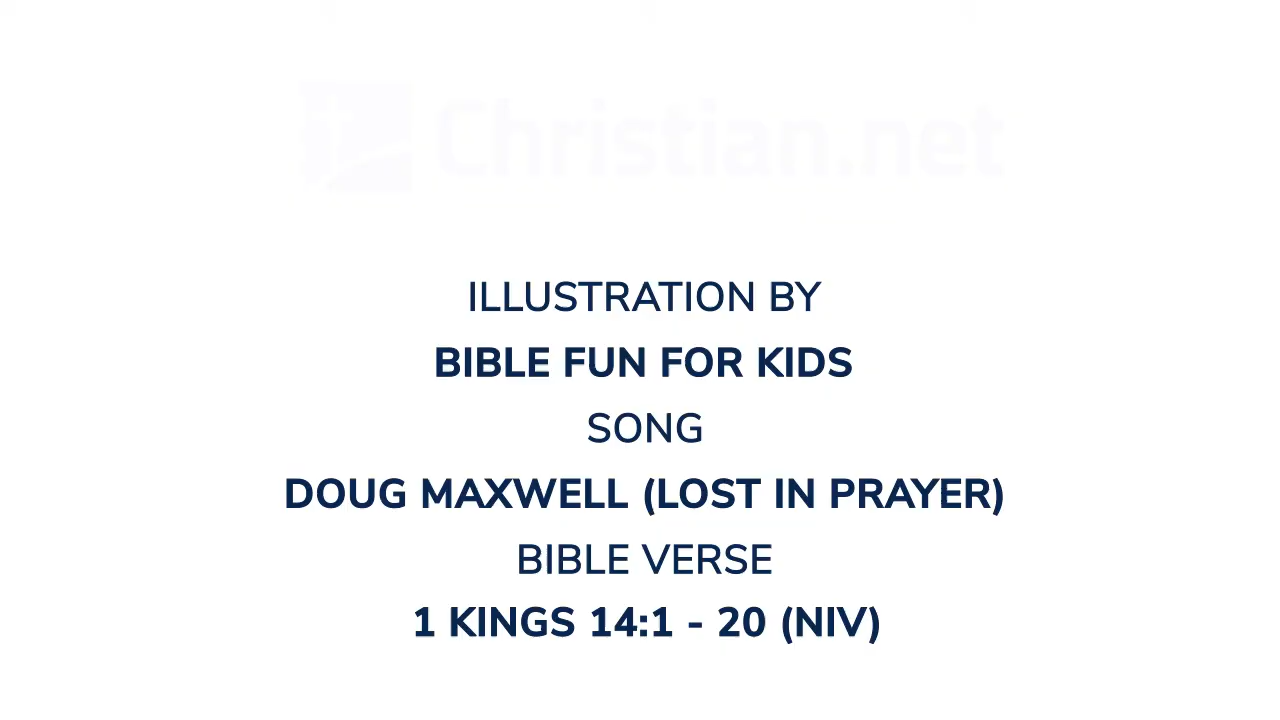 Christian.net
ILLUSTRATION BY
BIBLE FUN FOR KIDS
SONG
DOUG MAXWELL (LOST IN PRAYER)
BIBLE VERSE
1 KINGS 14:1 - 20 (NIV)